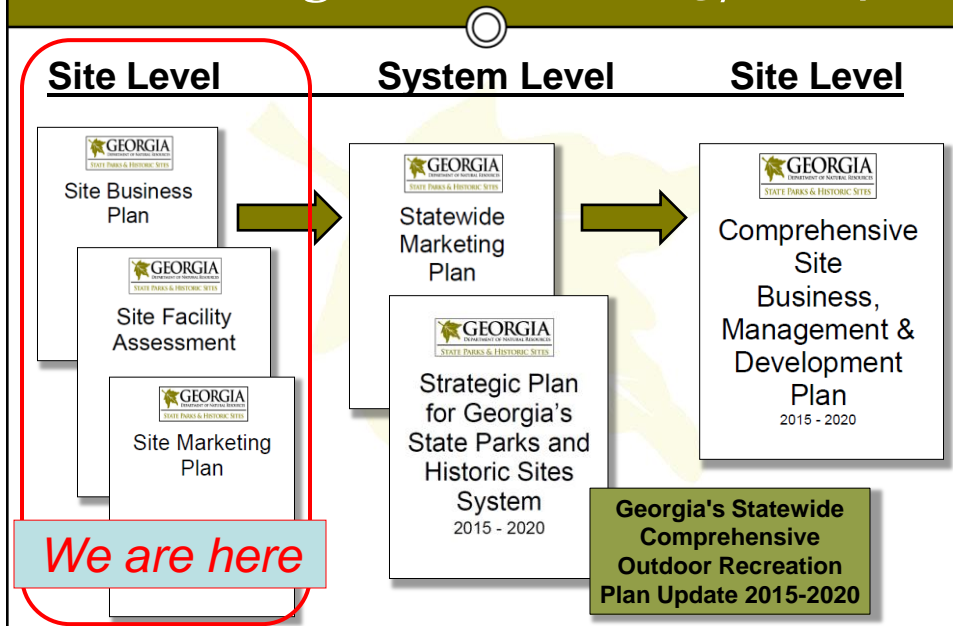 Site Level
GEORGIA
DEPARTMENT OF NATURAL RESOURCES
STATE PARKS & HISTORIC SITES
Site Business
Plan
GEORGIA
DEPARTMENT OF NATURAL RESOURCES
STATE PARKS & HISTORIC SITES
Site Facility
Assessment
GEORGIA
DEPARTMENT OF NATURAL RESOURCES
STATE PARKS & HISTORIC SITES
Site Marketing
Plan
We are here
System Level
GEORGIA
DEPARTMENT OF NATURAL RESOURCES
STATE PARKS & HISTORIC SITES
Statewide
Marketing
Plan
GEORGIA
DEPARTMENT OF NATURAL RESOURCES
STATE PARKS & HISTORIC SITES
Strategic Plan
for Georgia's
State Parks and
Historic Sites
System
2015 - 2020
Site Level
GEORGIA
DEPARTMENT OF NATURAL RESOURCES
STATE PARKS & HISTORIC SITES
Comprehensive
Site
Business,
Management &
Development
Plan
2015 - 2020
Georgia's Statewide
Comprehensive
Outdoor Recreation
Plan Update 2015-2020